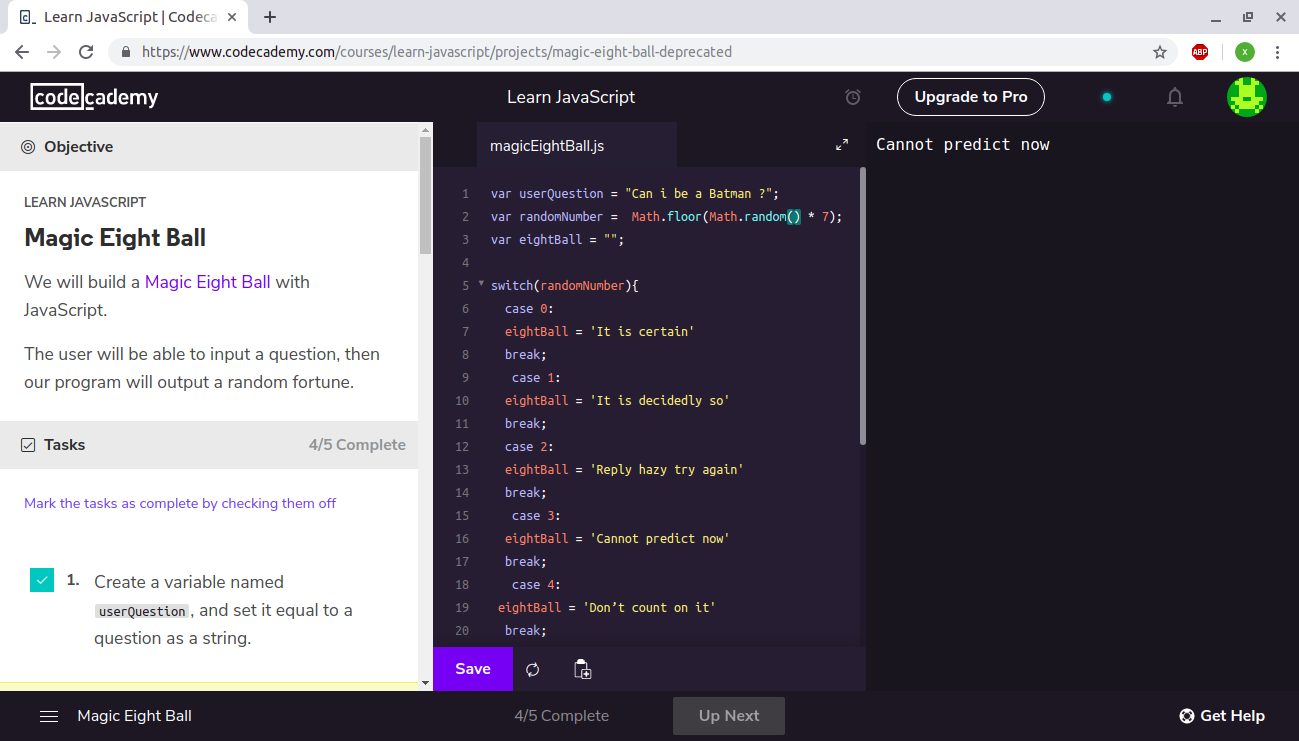 Learn JavaScript | Codeca
https://www.codecademy.com/courses/learn-javascript/projects/magic-eight-ball-deprecated
ABP
X
codecademy
Learn JavaScript
Upgrade to Pro
Objective
LEARN JAVASCRIPT
Magic Eight Ball
We will build a Magic Eight Ball with
JavaScript.
The user will be able to input a question, then
our program will output a random fortune.
Tasks
4/5 Complete
Mark the tasks as complete by checking them off
1. Create a variable named
userQuestion, and set it equal to a
question as a string.
magicEightBall.js
1 var userQuestion = "Can i be a Batman ?";
2 var randomNumber =  Math.floor(Math.random() * 7);
3 var eightBall = "";
4
5 switch(randomNumber){
6 case 0:
7 eightBall = 'It is certain'
8 break;
9 case 1:
10 eightBall = 'It is decidedly so'
11 break;
12 case 2:
13 eightBall = 'Reply hazy try again'
14 break;
15 case 3:
16 eightBall = 'Cannot predict now'
17 break;
18 case 4:
19 eightBall = 'Don’t count on it'
20 break;
Save
Cannot predict now
Magic Eight Ball
4/5 Complete
Up Next
Get Help